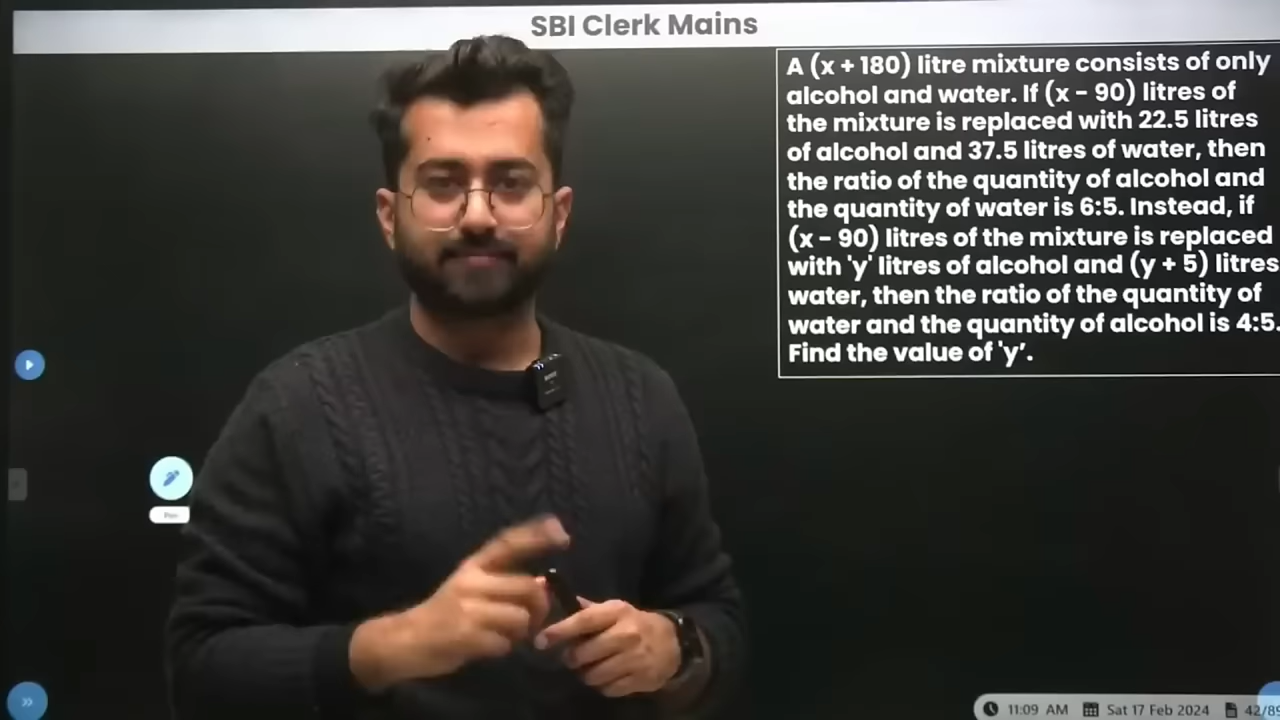 SBI Clerk Mains
A (x + 180) litre mixture consists of only
alcohol and water. If (x - 90) litres of
the mixture is replaced with 22.5 litres
of alcohol and 37.5 litres of water, then
the ratio of the quantity of alcohol and
the quantity of water is 6:5. Instead, if
(x - 90) litres of the mixture is replaced
with 'y' litres of alcohol and (y + 5) litres
water, then the ratio of the quantity of
water and the quantity of alcohol is 4:5.
Find the value of 'y'.
11:09 AM Sat 17 Feb 2024 42/89